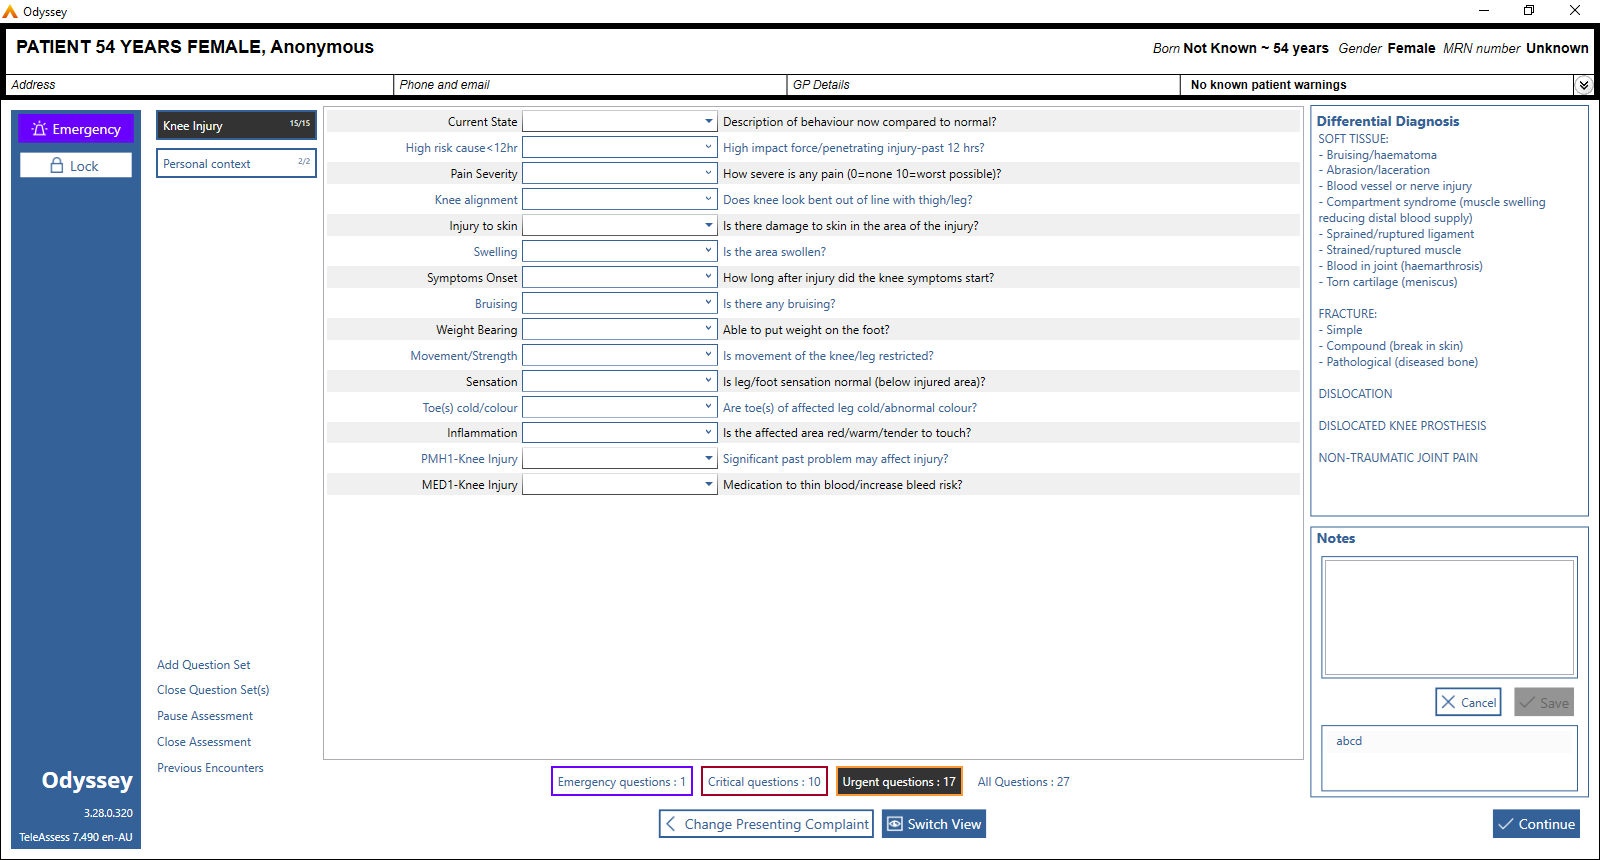 Odyssey
PATIENT 54 YEARS FEMALE, Anonymous
Born Not Known ~ 54 years Gender Female MRN number Unknown
Address
Phone and email
GP Details
No known patient warnings
Emergency
Lock
Knee Injury 15/15
Personal context 2/2
Current State Description of behaviour now compared to normal?
High risk cause<12hr High impact force/penetrating injury-past 12 hrs?
Pain Severity How severe is any pain (0=none 10=worst possible)?
Knee alignment Does knee look bent out of line with thigh/leg?
Injury to skin Is there damage to skin in the area of the injury?
Swelling Is the area swollen?
Symptoms Onset How long after injury did the knee symptoms start?
Bruising Is there any bruising?
Weight Bearing Able to put weight on the foot?
Movement/Strength Is movement of the knee/leg restricted?
Sensation Is leg/foot sensation normal (below injured area)?
Toe(s) cold/colour Are toe(s) of affected leg cold/abnormal colour?
Inflammation Is the affected area red/warm/tender to touch?
PMH1-Knee Injury Significant past problem may affect injury?
MED1-Knee Injury Medication to thin blood/increase bleed risk?
Differential Diagnosis
SOFT TISSUE:
- Bruising/haematoma
- Abrasion/laceration
- Blood vessel or nerve injury
- Compartment syndrome (muscle swelling
reducing distal blood supply)
- Sprained/ruptured ligament
- Strained/ruptured muscle
- Blood in joint (haemarthrosis)
- Torn cartilage (meniscus)
FRACTURE:
- Simple
- Compound (break in skin)
- Pathological (diseased bone)
DISLOCATION
DISLOCATED KNEE PROSTHESIS
NON-TRAUMATIC JOINT PAIN
Notes
Cancel
Save
abcd
Add Question Set
Close Question Set(s)
Pause Assessment
Close Assessment
Previous Encounters
Odyssey
3.28.0.320
TeleAssess 7.490 en-AU
Emergency questions : 1
Critical questions : 10
Urgent questions : 17
All Questions : 27
Change Presenting Complaint
Switch View
Continue